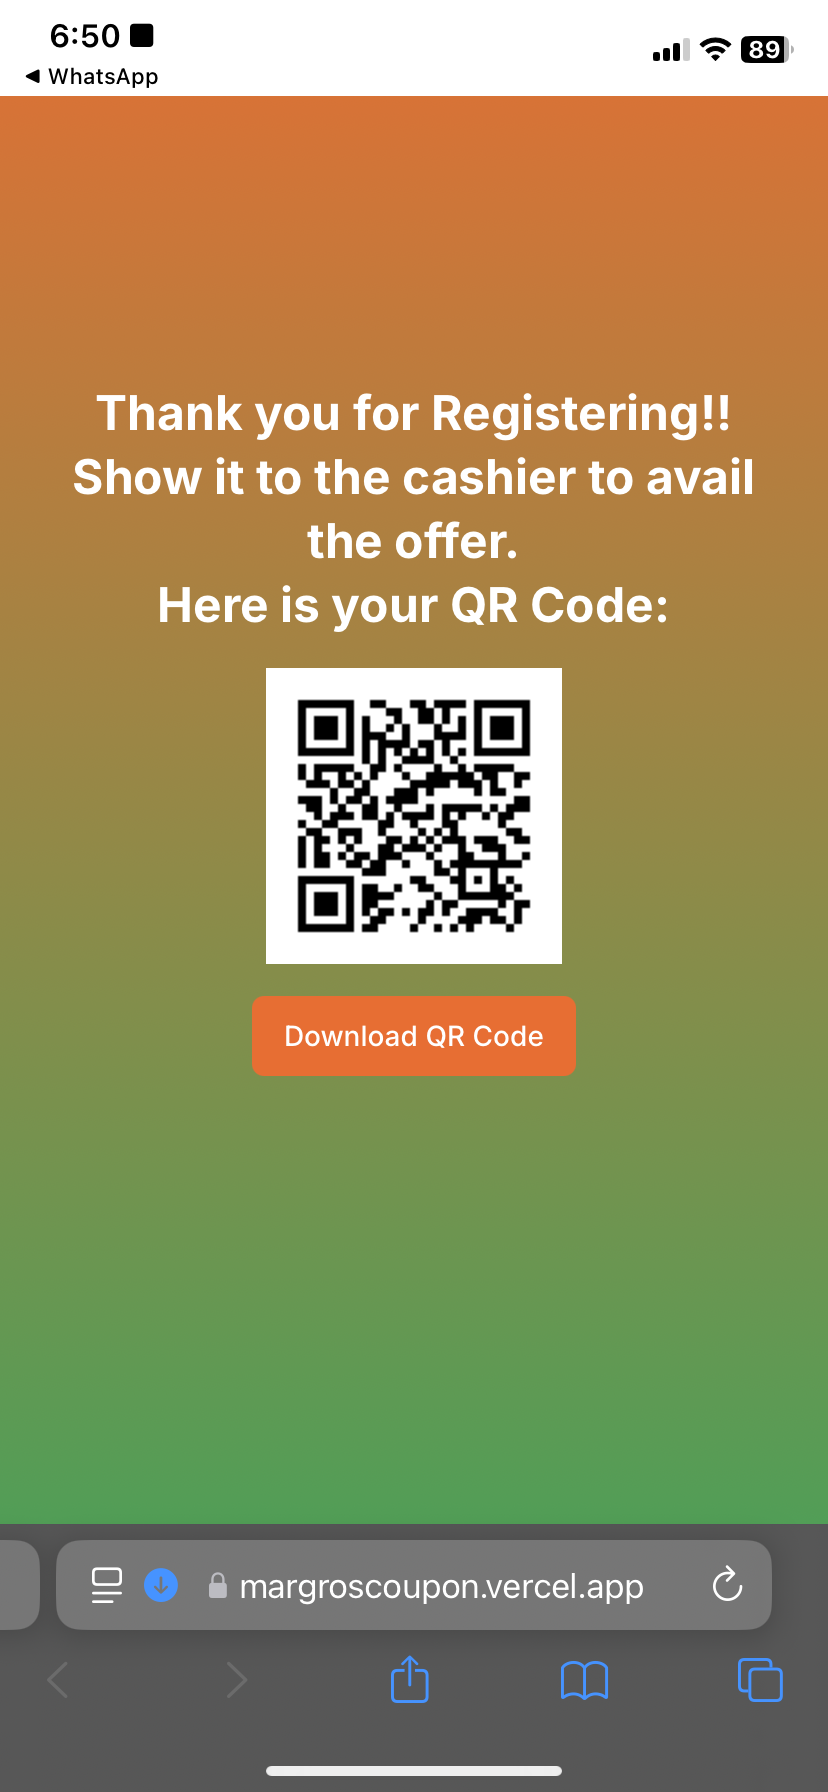 6:50
89
WhatsApp
Thank you for Registering!!
Show it to the cashier to avail
the offer.
Here is your QR Code:
Download QR Code
margroscoupon.vercel.app